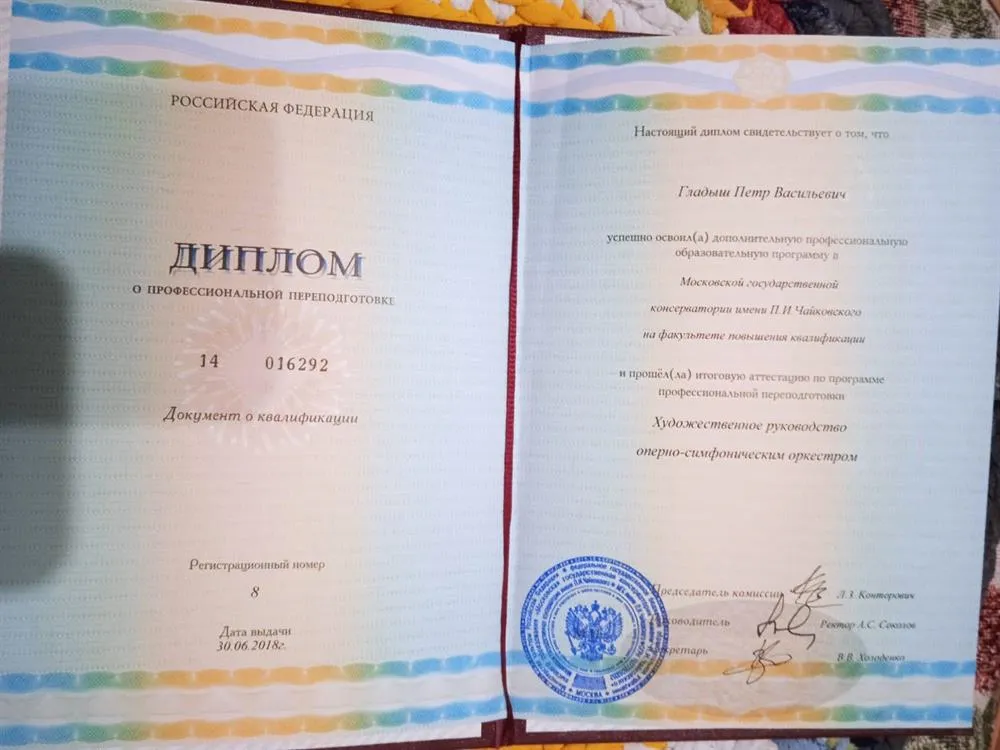 РОССИЙСКАЯ ФЕДЕРАЦИЯ
ДИПЛОМ
О ПРОФЕССИОНАЛЬНОЙ ПЕРЕПОДГОТОВКЕ
14 016292
Документ о квалификации
Регистрационный номер
8
Дата выдачи
30.06.2018г.
Настоящий диплом свидетельствует о том, что
Гладыш Петр Васильевич
успешно освоил(а) дополнительную профессиональную
образовательную программу в
Московской государственной
консерватории имени П.И.Чайковского
на факультете повышения квалификации
и прошёл(ла) итоговую аттестацию по программе
профессиональной переподготовки
Художественное руководство
оперно-симфоническим оркестром
Председатель комиссии Л.З. Конторович
Руководитель Ректор А.С. Соколов
Секретарь В.В. Холоденко
МОСКВА